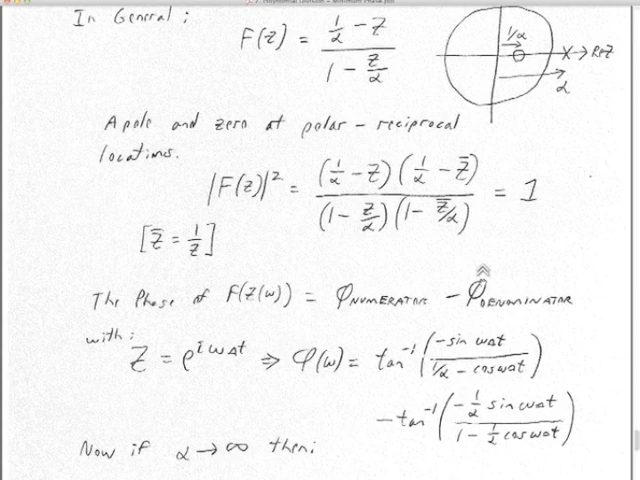 In General:
F(Z) = (1/α − Z) / (1 − Z/α)
1/α
X → Re Z
α
A pole and zero at polar-reciprocal
locations.
|F(Z)|² = (1/α − Z)(1/α − Z̄) / (1 − Z/α)(1 − Z̄/α) = 1
[Z̄ = 1/Z]
The Phase of F(Z(ω)) = φNUMERATOR − φDENOMINATOR
with:
Z = e^{iωΔt} ⇒ φ(ω) = tan⁻¹(−sin ωΔt / (1/α − cos ωΔt))
− tan⁻¹(−1/α sin ωΔt / (1 − 1/α cos ωΔt))
Now if α → ∞ then: